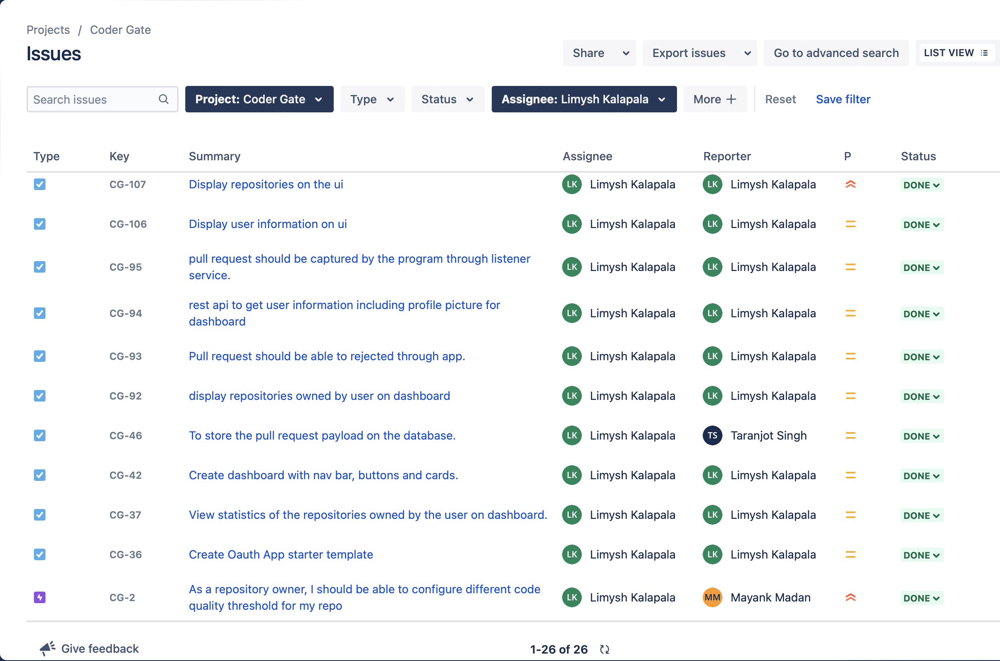 Projects / Coder Gate
Issues
Share
Export issues
Go to advanced search
LIST VIEW
Search issues
Project: Coder Gate
Type
Status
Assignee: Limysh Kalapala
More
Reset
Save filter
Type Key Summary Assignee Reporter P Status
CG-107 Display repositories on the ui LK Limysh Kalapala LK Limysh Kalapala DONE
CG-106 Display user information on ui LK Limysh Kalapala LK Limysh Kalapala DONE
CG-95 pull request should be captured by the program through listener
service. LK Limysh Kalapala LK Limysh Kalapala DONE
CG-94 rest api to get user information including profile picture for
dashboard LK Limysh Kalapala LK Limysh Kalapala DONE
CG-93 Pull request should be able to rejected through app. LK Limysh Kalapala LK Limysh Kalapala DONE
CG-92 display repositories owned by user on dashboard LK Limysh Kalapala LK Limysh Kalapala DONE
CG-46 To store the pull request payload on the database. LK Limysh Kalapala TS Taranjot Singh DONE
CG-42 Create dashboard with nav bar, buttons and cards. LK Limysh Kalapala LK Limysh Kalapala DONE
CG-37 View statistics of the repositories owned by the user on dashboard. LK Limysh Kalapala LK Limysh Kalapala DONE
CG-36 Create Oauth App starter template LK Limysh Kalapala LK Limysh Kalapala DONE
CG-2 As a repository owner, I should be able to configure different code
quality threshold for my repo LK Limysh Kalapala MM Mayank Madan DONE
Give feedback
1-26 of 26